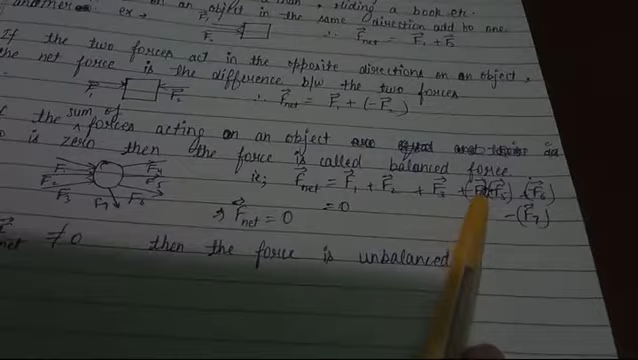 on an object in the same direction add to one.
another. ex → F₁ F₂ ∴ F⃗net = F⃗₁ + F⃗₂
If the two forces act in the opposite directions on an object,
the net force is the difference b/w the two forces
F₁ F₂ ∴ F⃗net = F⃗₁ + (-F⃗₂)
the sum of forces acting on an object
is zero then the force is called balanced force
F₁ F₂ F₃ F₄ F₅ F₆ F₇ ie; F⃗net = F⃗₁ + F⃗₂ + F⃗₃ (F⃗₆)
-(F⃗₇)
⇒ F⃗net = 0 = 0
net ≠ 0 then the force is unbalanced